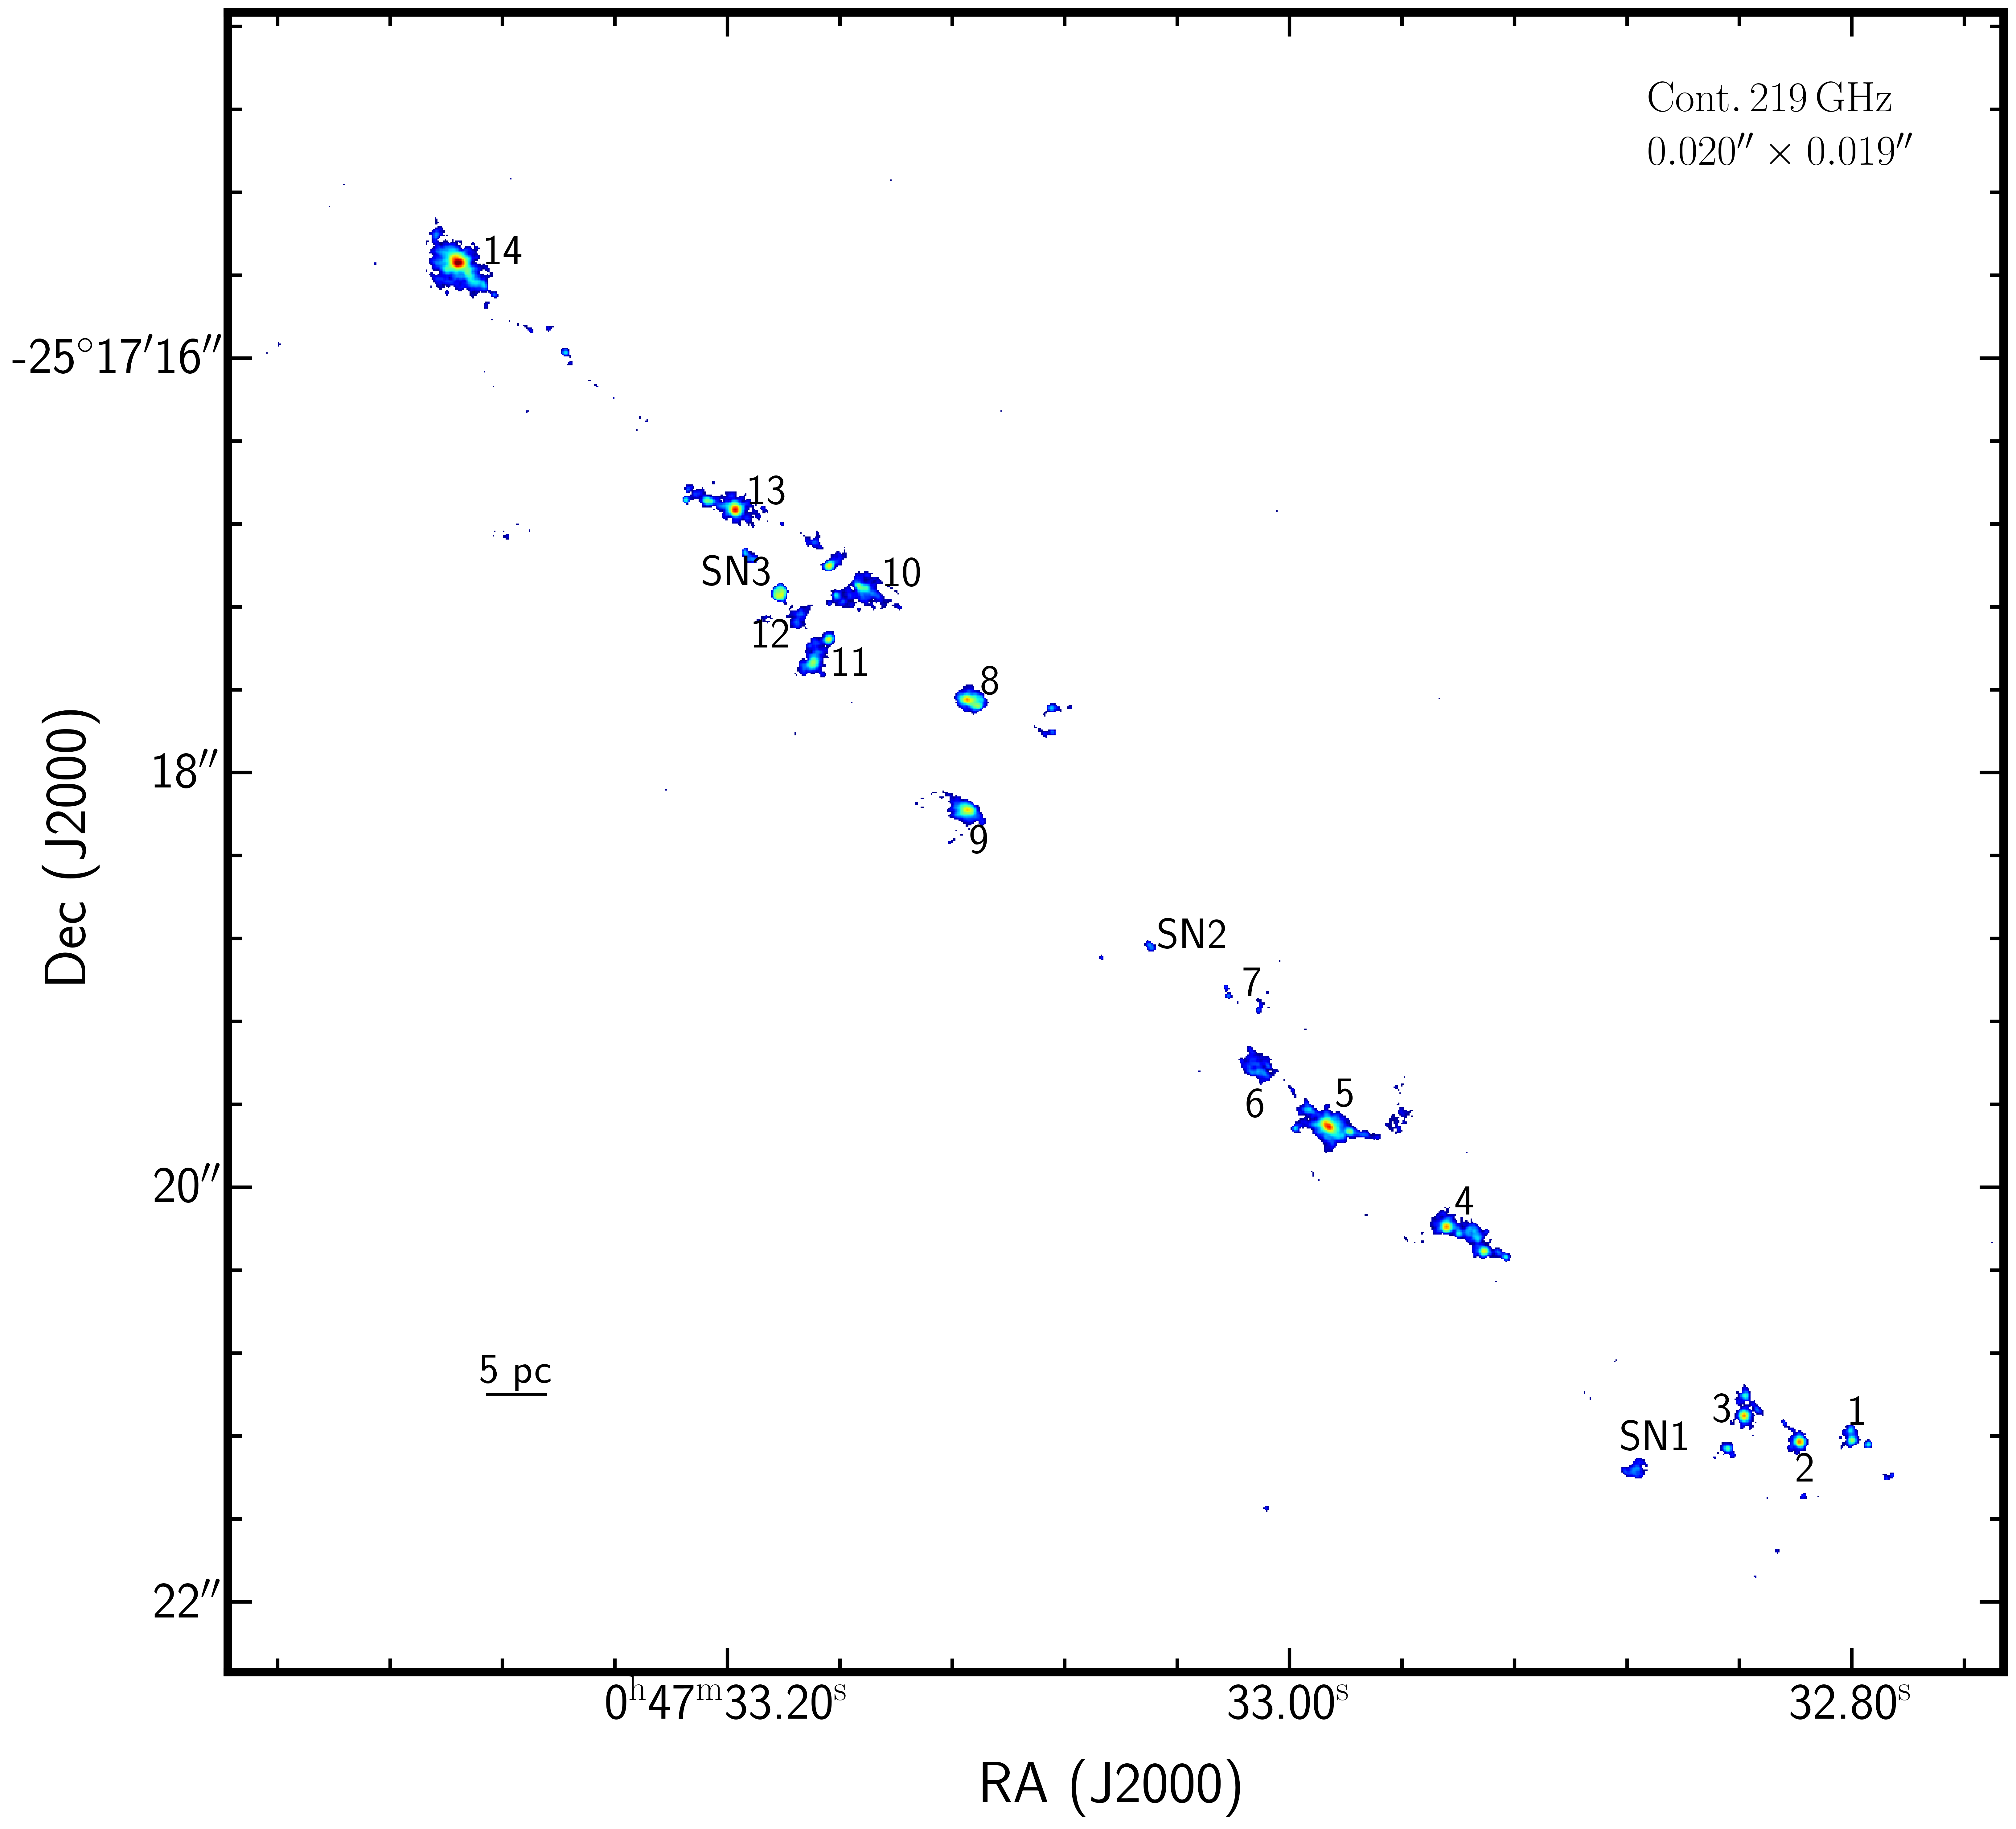 Cont. 219 GHz
0.020″ × 0.019″
14
-25°17′16″
13
SN3
10
12
11
8
18″
9
SN2
7
5
6
20″
4
5 pc
3
1
SN1
2
22″
0ʰ47ᵐ33.20ˢ
33.00ˢ
32.80ˢ
RA (J2000)
Dec (J2000)